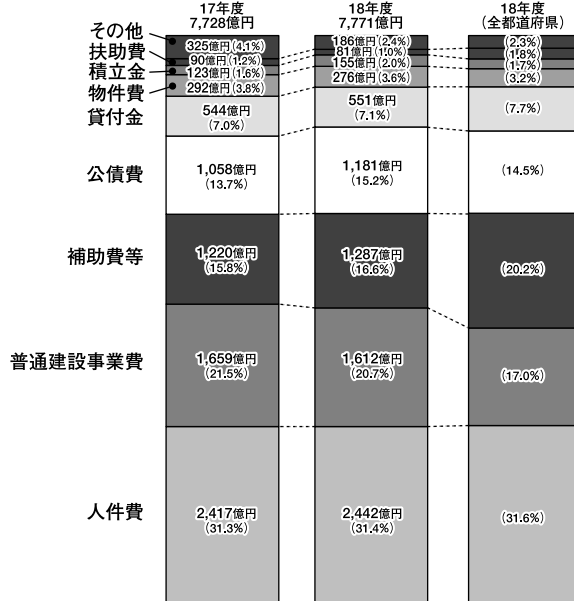 17年度
7,728億円
18年度
7,771億円
18年度
(全都道府県)
その他
325億円(4.1%)
186億円(2.4%)
(2.3%)
扶助費
90億円(1.2%)
81億円(1.0%)
(1.8%)
積立金
123億円(1.6%)
155億円(2.0%)
(1.7%)
物件費
292億円(3.8%)
276億円(3.6%)
(3.2%)
貸付金
544億円
(7.0%)
551億円
(7.1%)
(7.7%)
公債費
1,058億円
(13.7%)
1,181億円
(15.2%)
(14.5%)
補助費等
1,220億円
(15.8%)
1,287億円
(16.6%)
(20.2%)
普通建設事業費
1,659億円
(21.5%)
1,612億円
(20.7%)
(17.0%)
人件費
2,417億円
(31.3%)
2,442億円
(31.4%)
(31.6%)